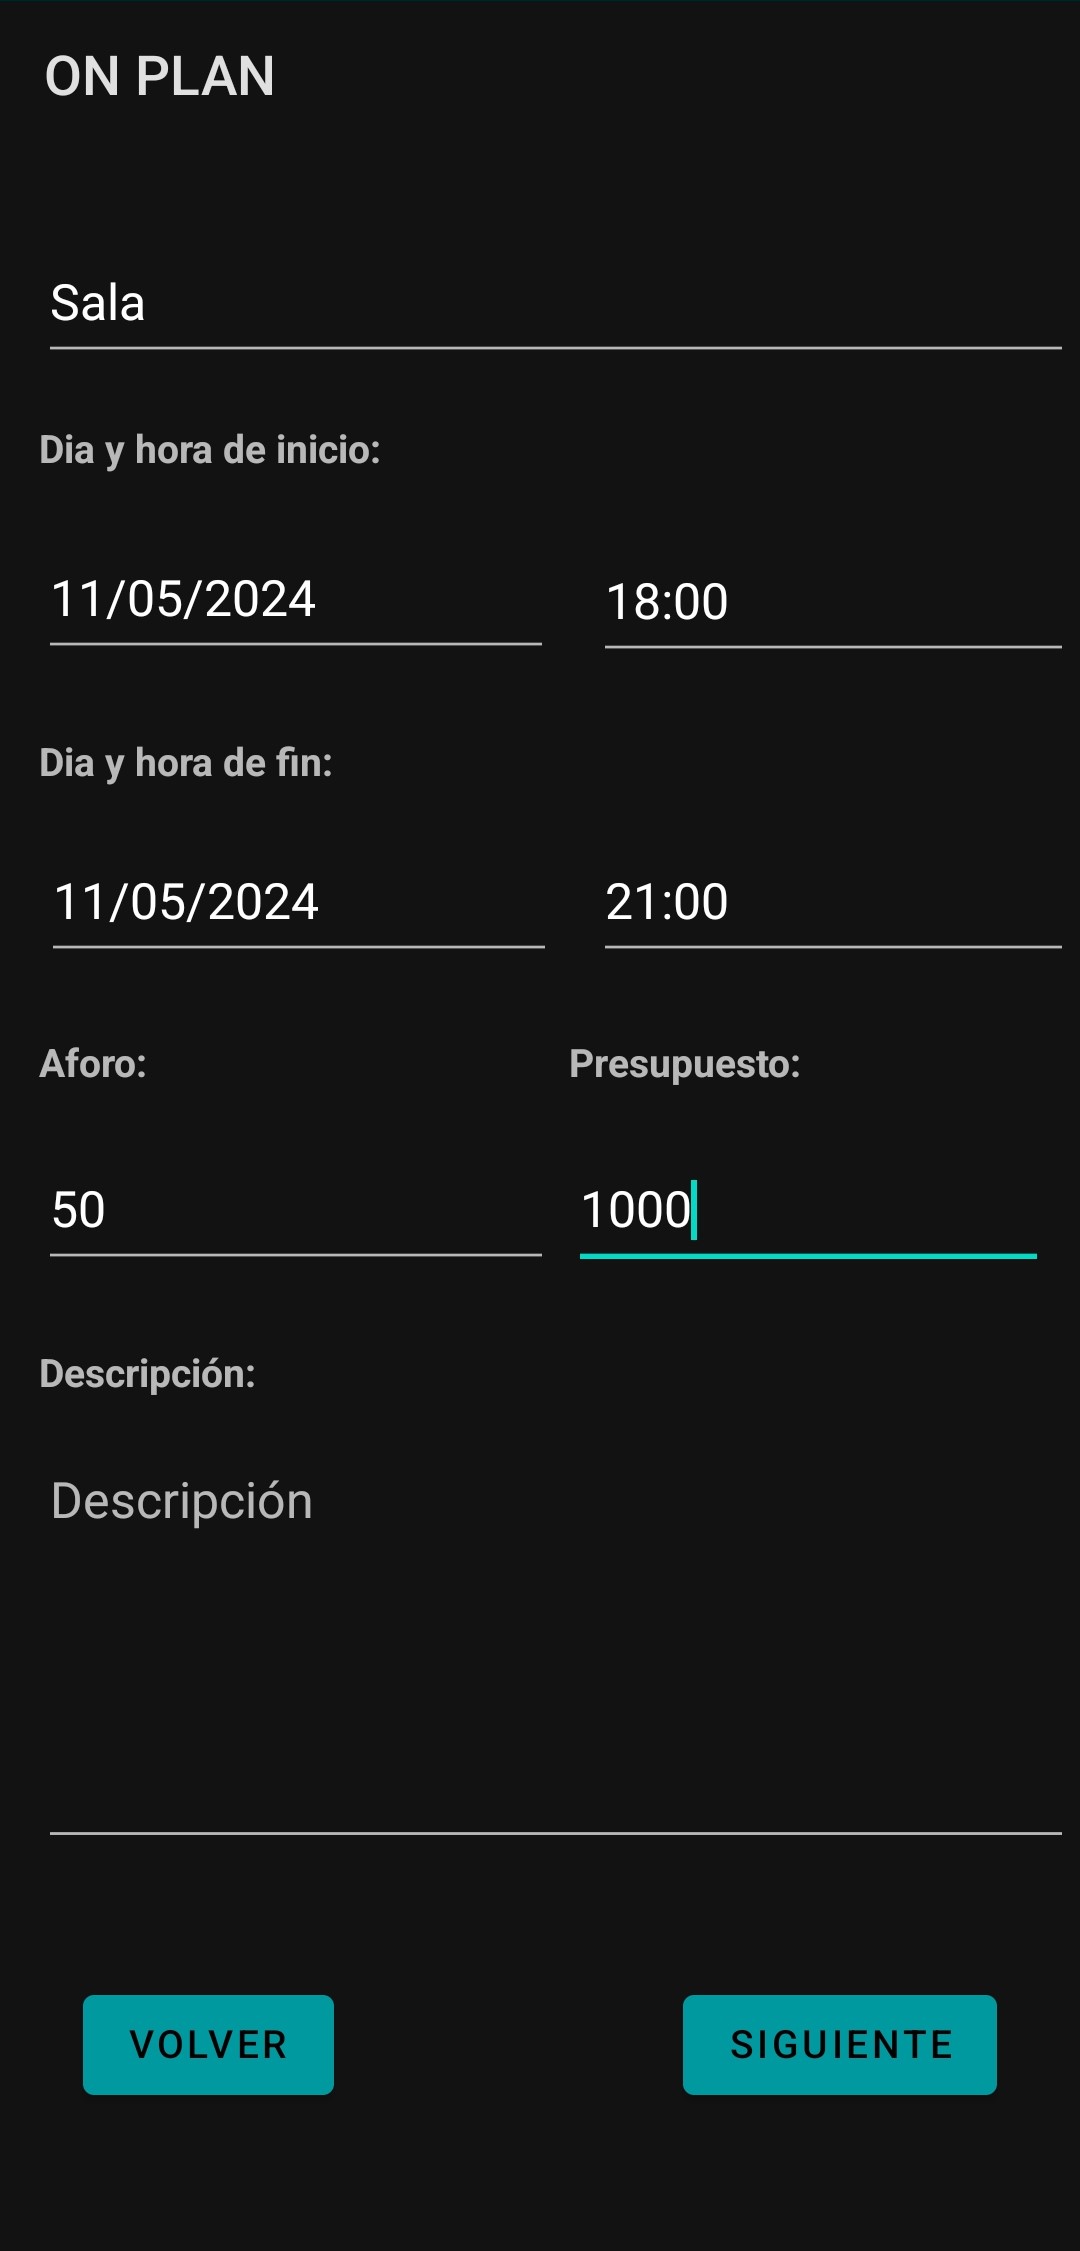 ON PLAN
Sala
Dia y hora de inicio:
11/05/2024 18:00
Dia y hora de fin:
11/05/2024 21:00
Aforo: Presupuesto:
50 1000
Descripción:
Descripción
VOLVER SIGUIENTE